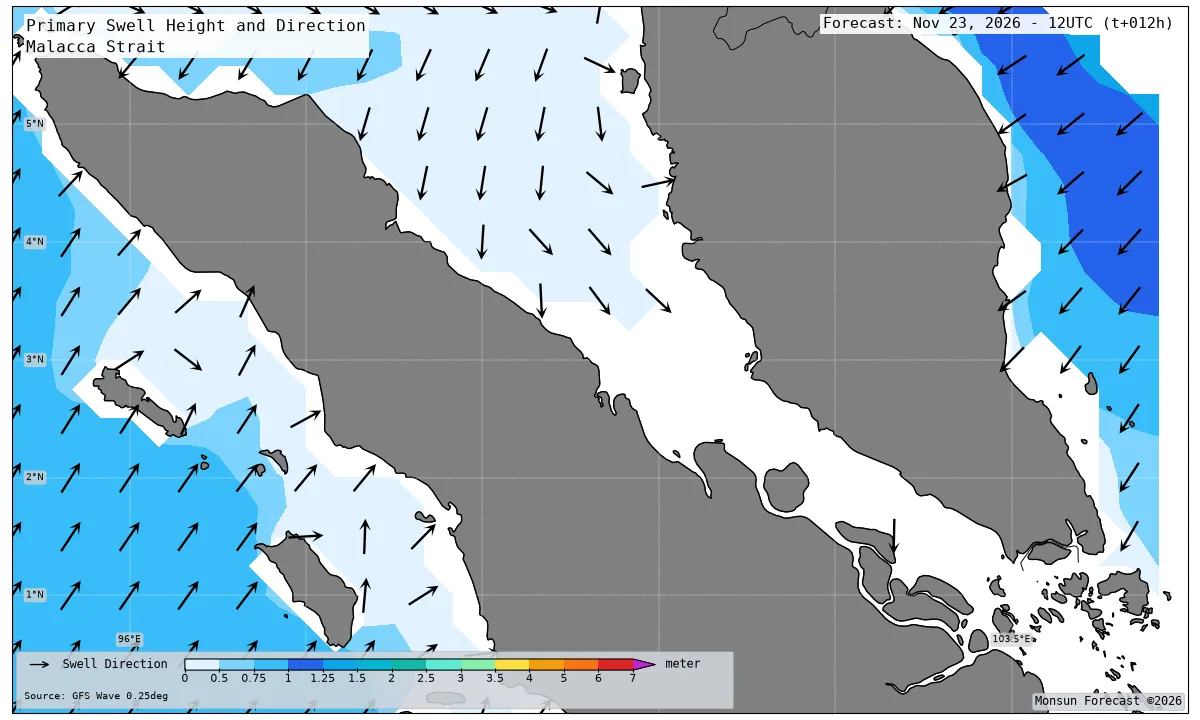 Primary Swell Height and Direction
Malacca Strait
Forecast: Nov 23, 2026 - 12UTC (t+012h)
5°N
4°N
3°N
2°N
1°N
96°E
103.5°E
Swell Direction
meter
0 0.5 0.75 1 1.25 1.5 2 2.5 3 3.5 4 5 6 7
Source: GFS Wave 0.25deg
Monsun Forecast ©2026